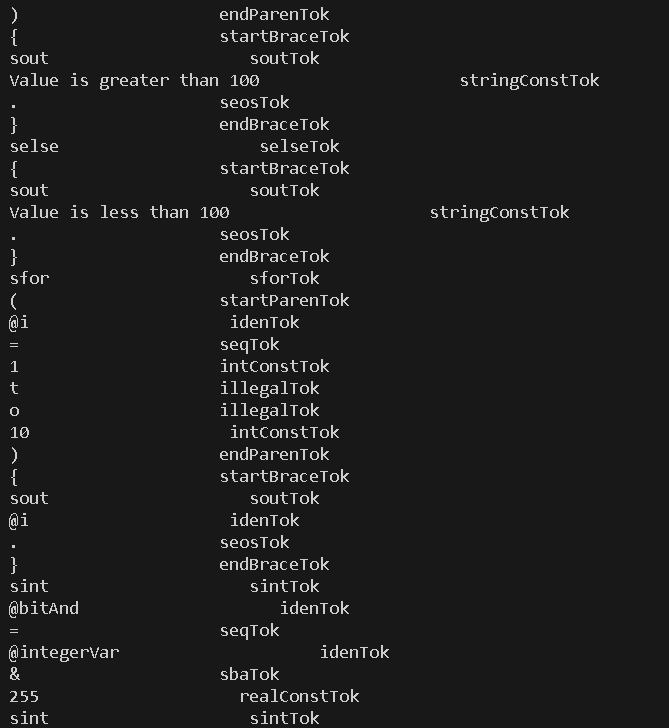 ) endParenTok
{ startBraceTok
sout soutTok
Value is greater than 100 stringConstTok
. seosTok
} endBraceTok
selse selseTok
{ startBraceTok
sout soutTok
Value is less than 100 stringConstTok
. seosTok
} endBraceTok
sfor sforTok
( startParenTok
@i idenTok
= seqTok
1 intConstTok
t illegalTok
o illegalTok
10 intConstTok
) endParenTok
{ startBraceTok
sout soutTok
@i idenTok
. seosTok
} endBraceTok
sint sintTok
@bitAnd idenTok
= seqTok
@integerVar idenTok
& sbaTok
255 realConstTok
sint sintTok